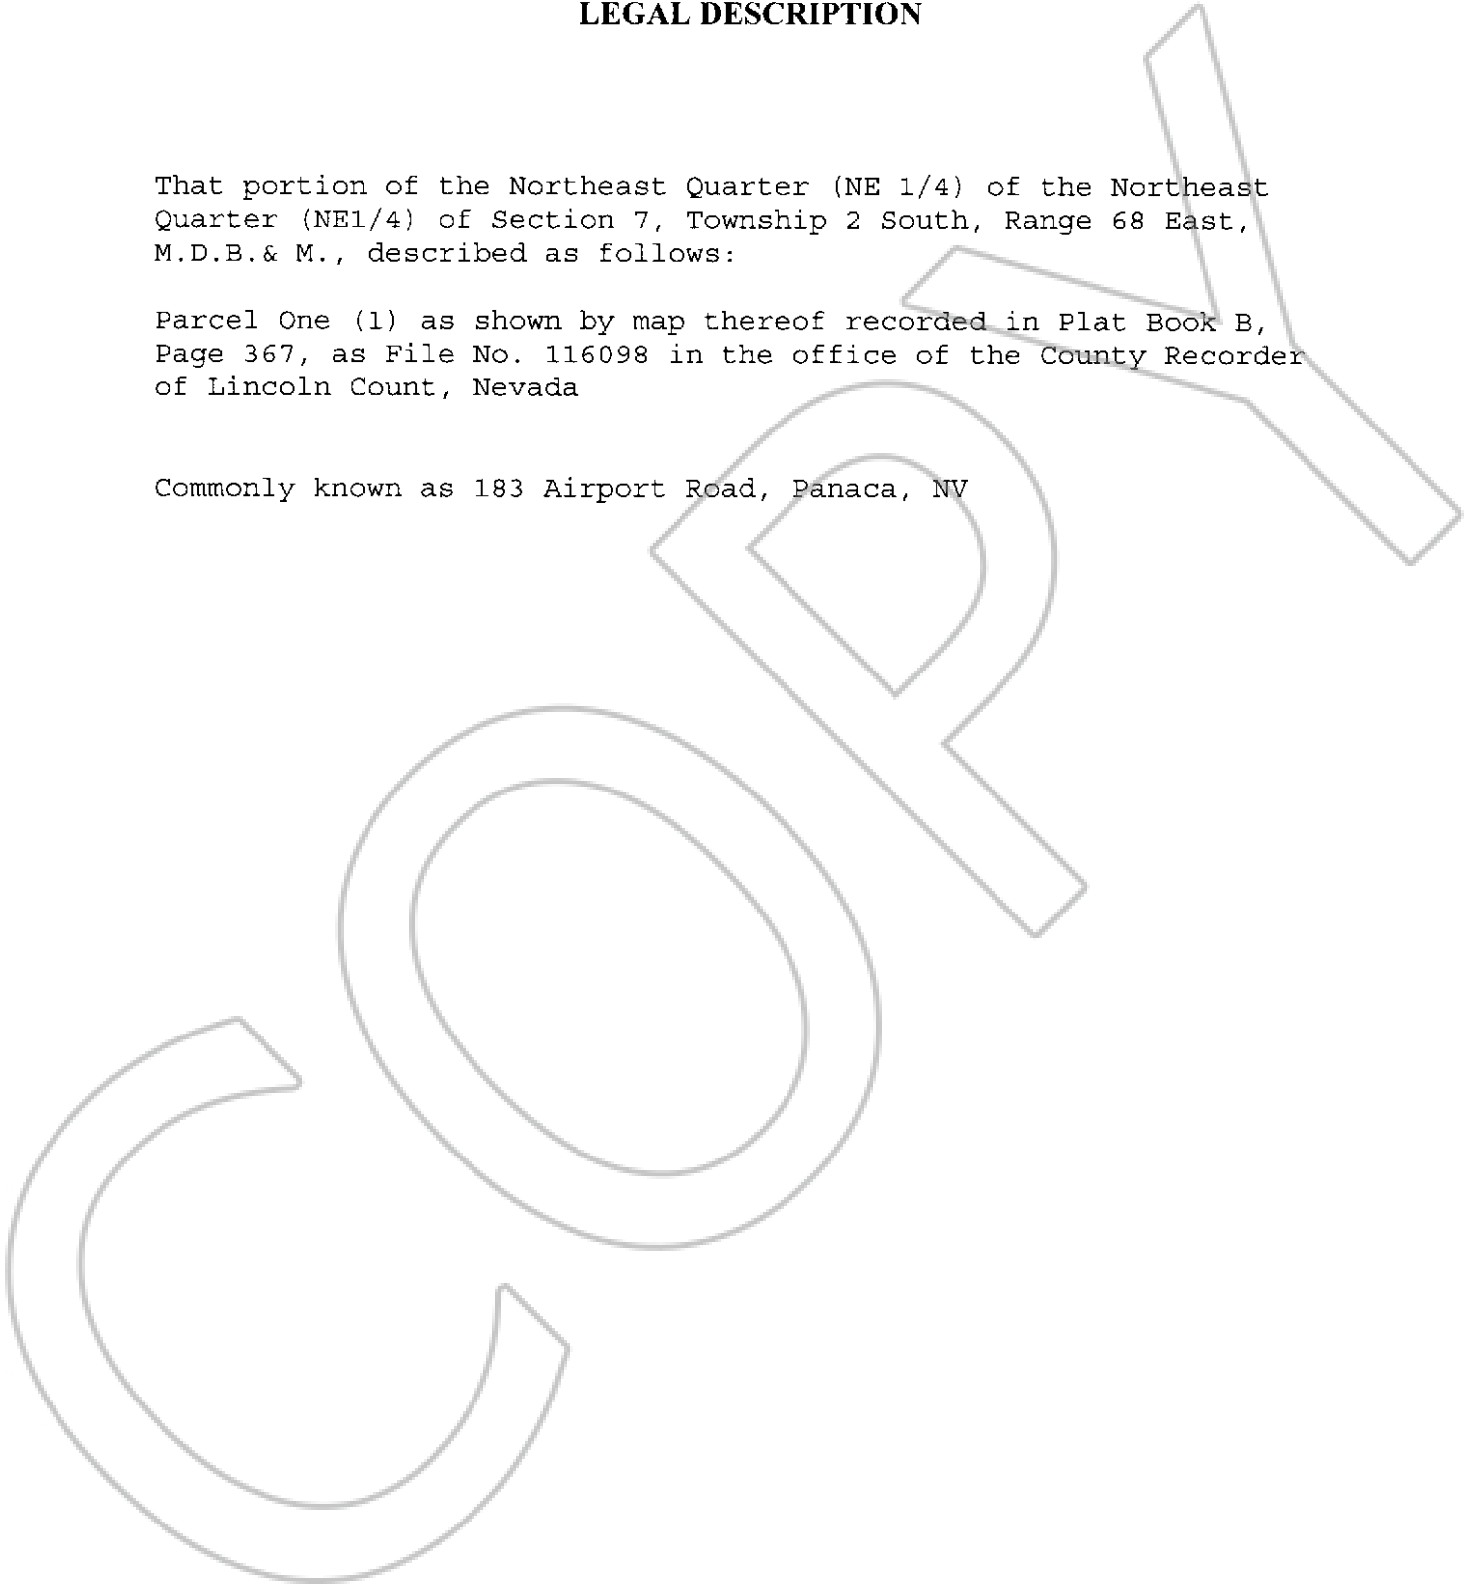 LEGAL DESCRIPTION
That portion of the Northeast Quarter (NE 1/4) of the Northeast
Quarter (NE1/4) of Section 7, Township 2 South, Range 68 East,
M.D.B.& M., described as follows:
Parcel One (1) as shown by map thereof recorded in Plat Book B,
Page 367, as File No. 116098 in the office of the County Recorder
of Lincoln Count, Nevada
Commonly known as 183 Airport Road, Panaca, NV
COPY